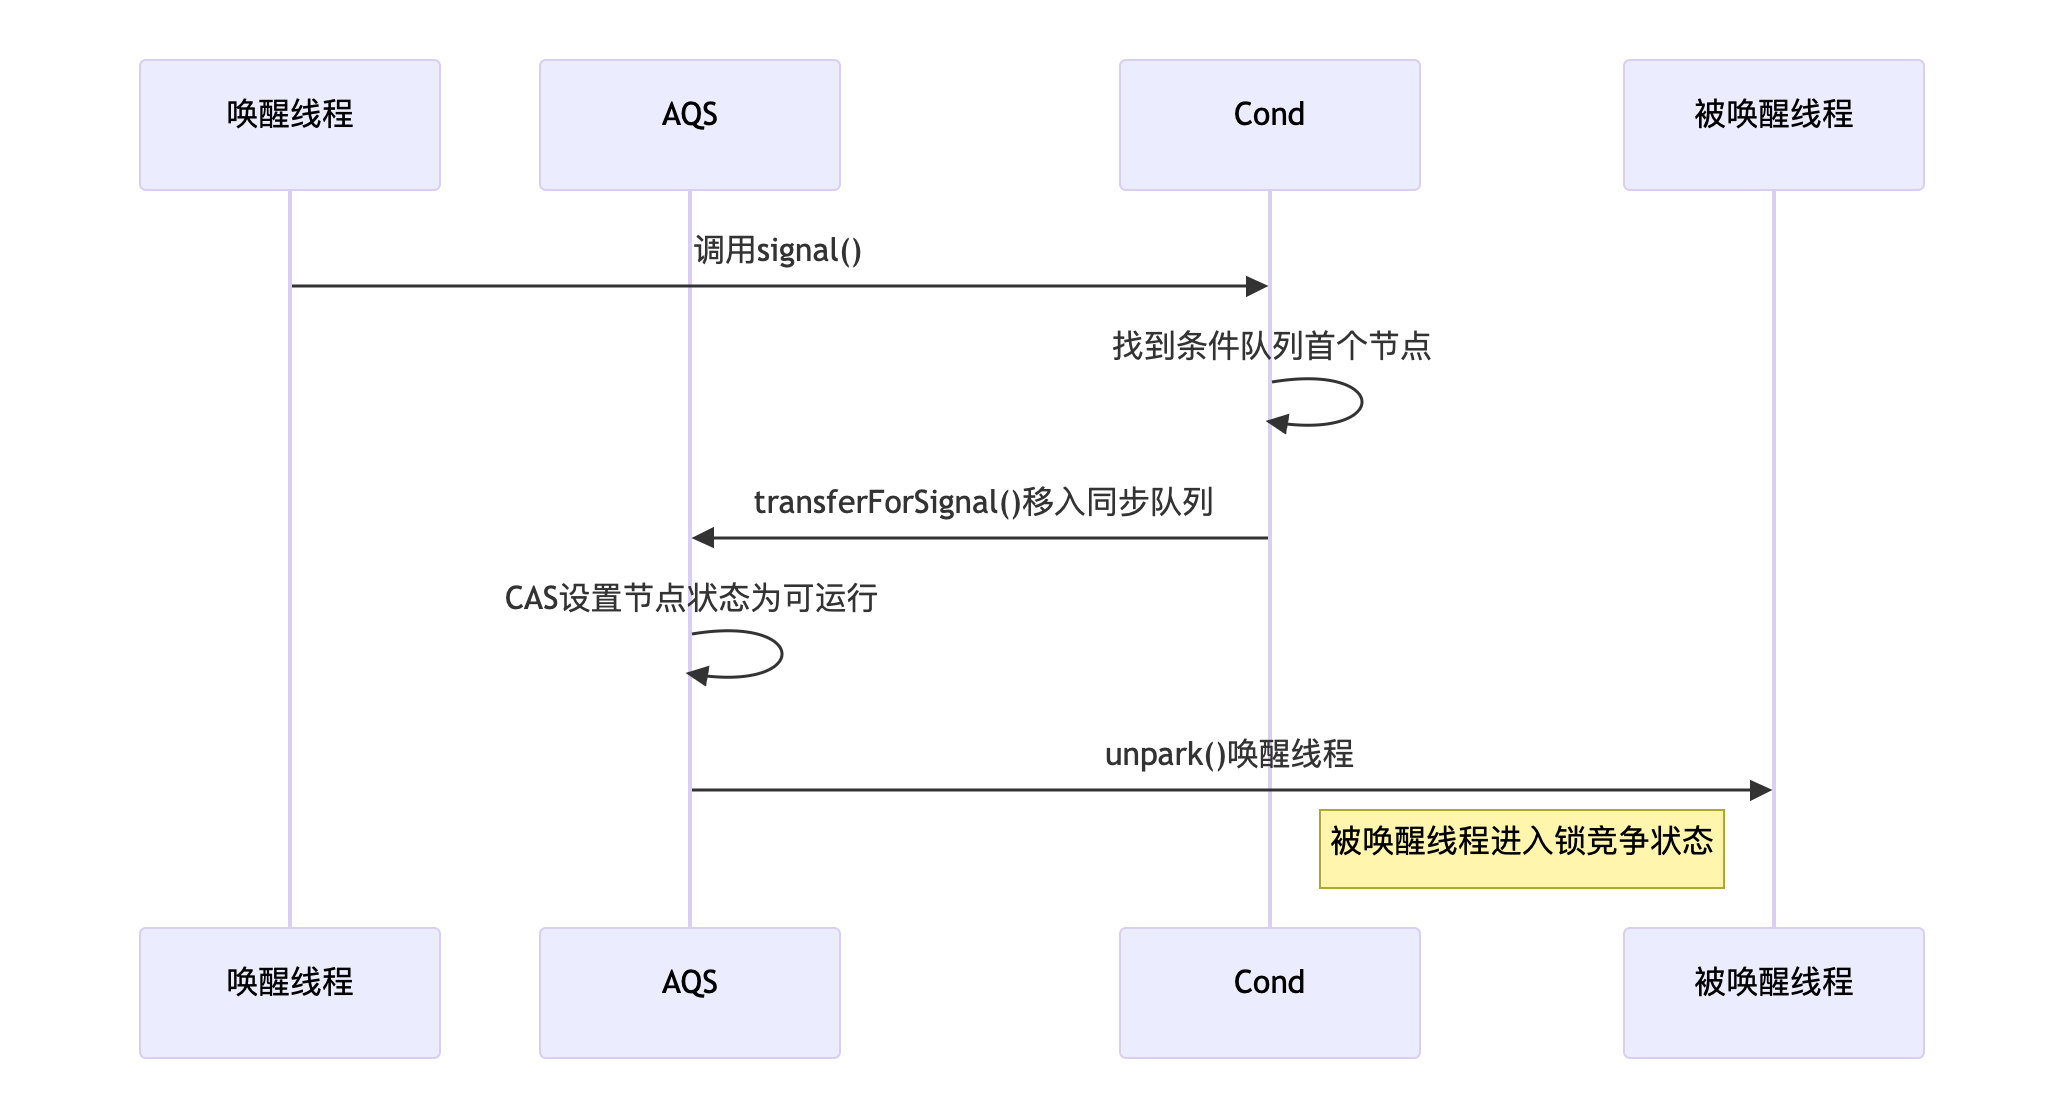 唤醒线程
AQS
Cond
被唤醒线程
调用signal()
找到条件队列首个节点
transferForSignal()移入同步队列
CAS设置节点状态为可运行
unpark()唤醒线程
被唤醒线程进入锁竞争状态
唤醒线程
AQS
Cond
被唤醒线程